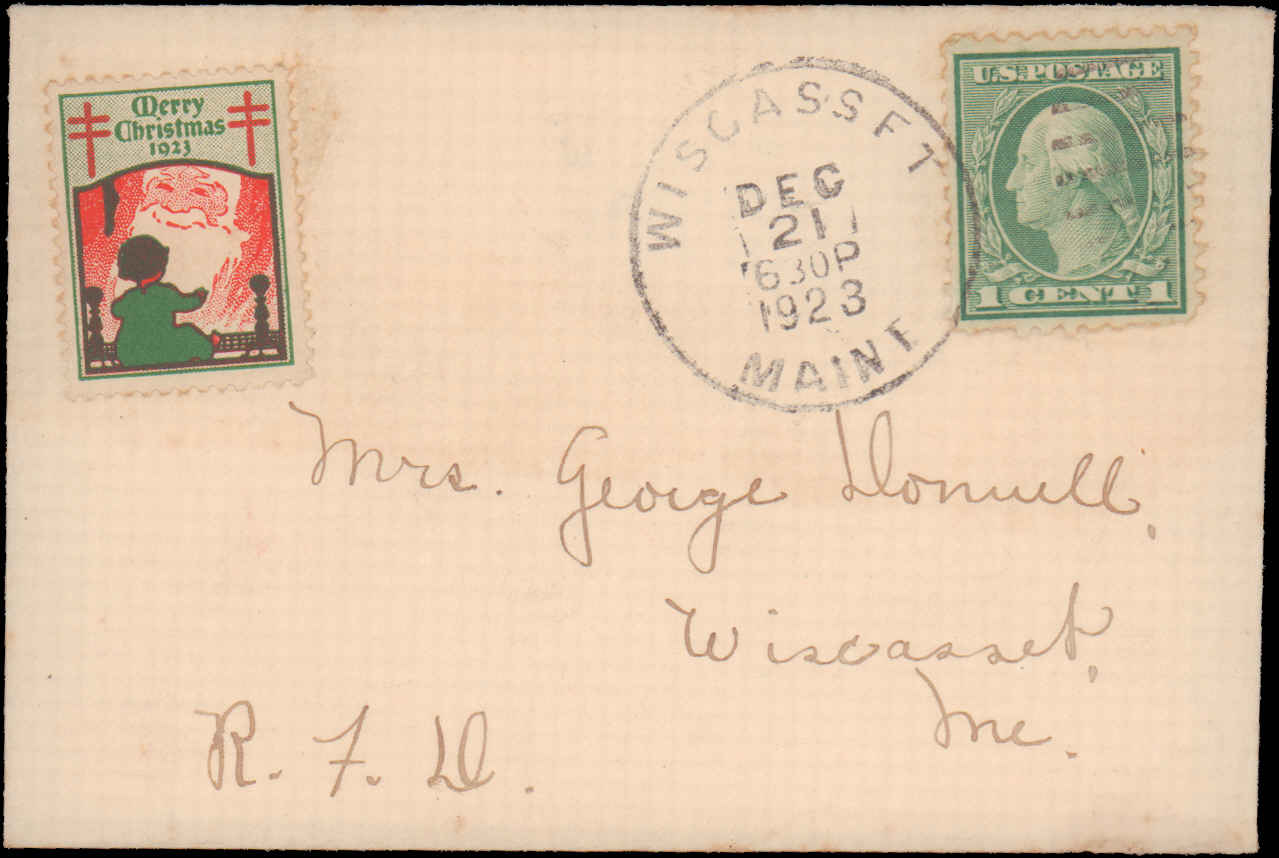 Merry
Christmas
1923
WISCASSET
DEC
21
630P
1923
MAINE
U.S. POSTAGE
1 CENT 1
Mrs. George Donnell,
Wiscasset,
Me.
R. F. D.